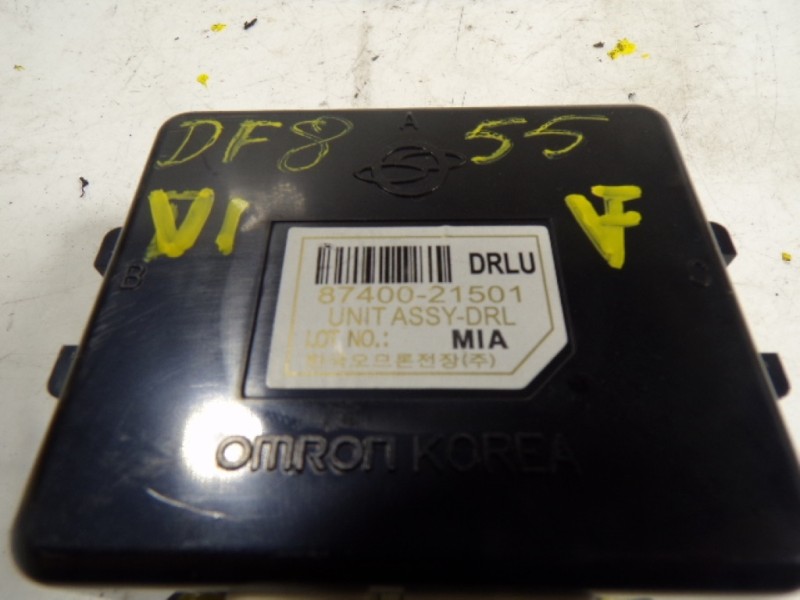 A
DF8 55
VI VF
B
DRLU
87400-21501
UNIT ASSY-DRL
LOT NO.: MIA
한국오므론전장(주)
OMRON KOREA